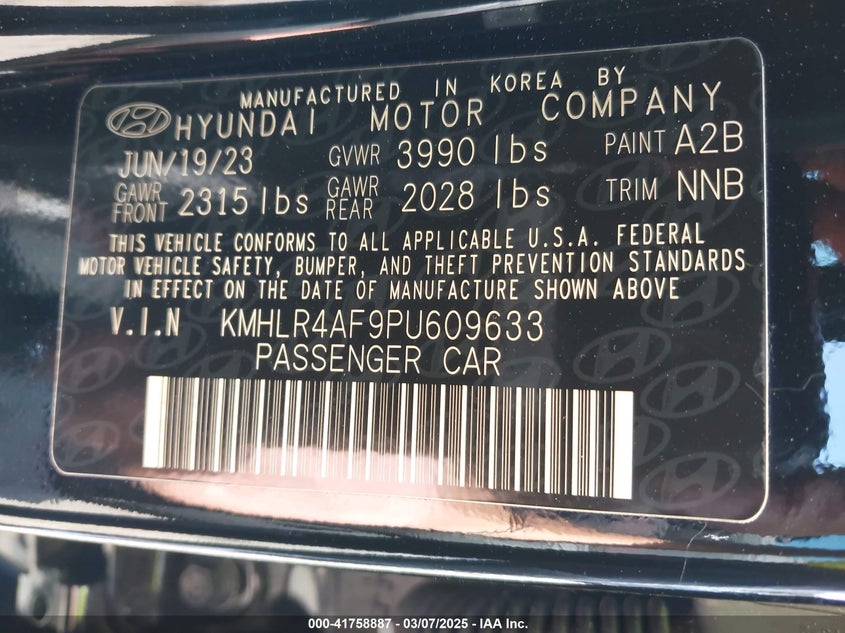 MANUFACTURED IN KOREA BY
HYUNDAI MOTOR COMPANY
JUN/19/23 GVWR 3990 lbs PAINT A2B
GAWR FRONT 2315 lbs GAWR REAR 2028 lbs TRIM NNB
THIS VEHICLE CONFORMS TO ALL APPLICABLE U.S.A. FEDERAL
MOTOR VEHICLE SAFETY, BUMPER, AND THEFT PREVENTION STANDARDS
IN EFFECT ON THE DATE OF MANUFACTURE SHOWN ABOVE
V.I.N KMHLR4AF9PU609633
PASSENGER CAR
000-41758887 — 03/07/2025 — IAA Inc.